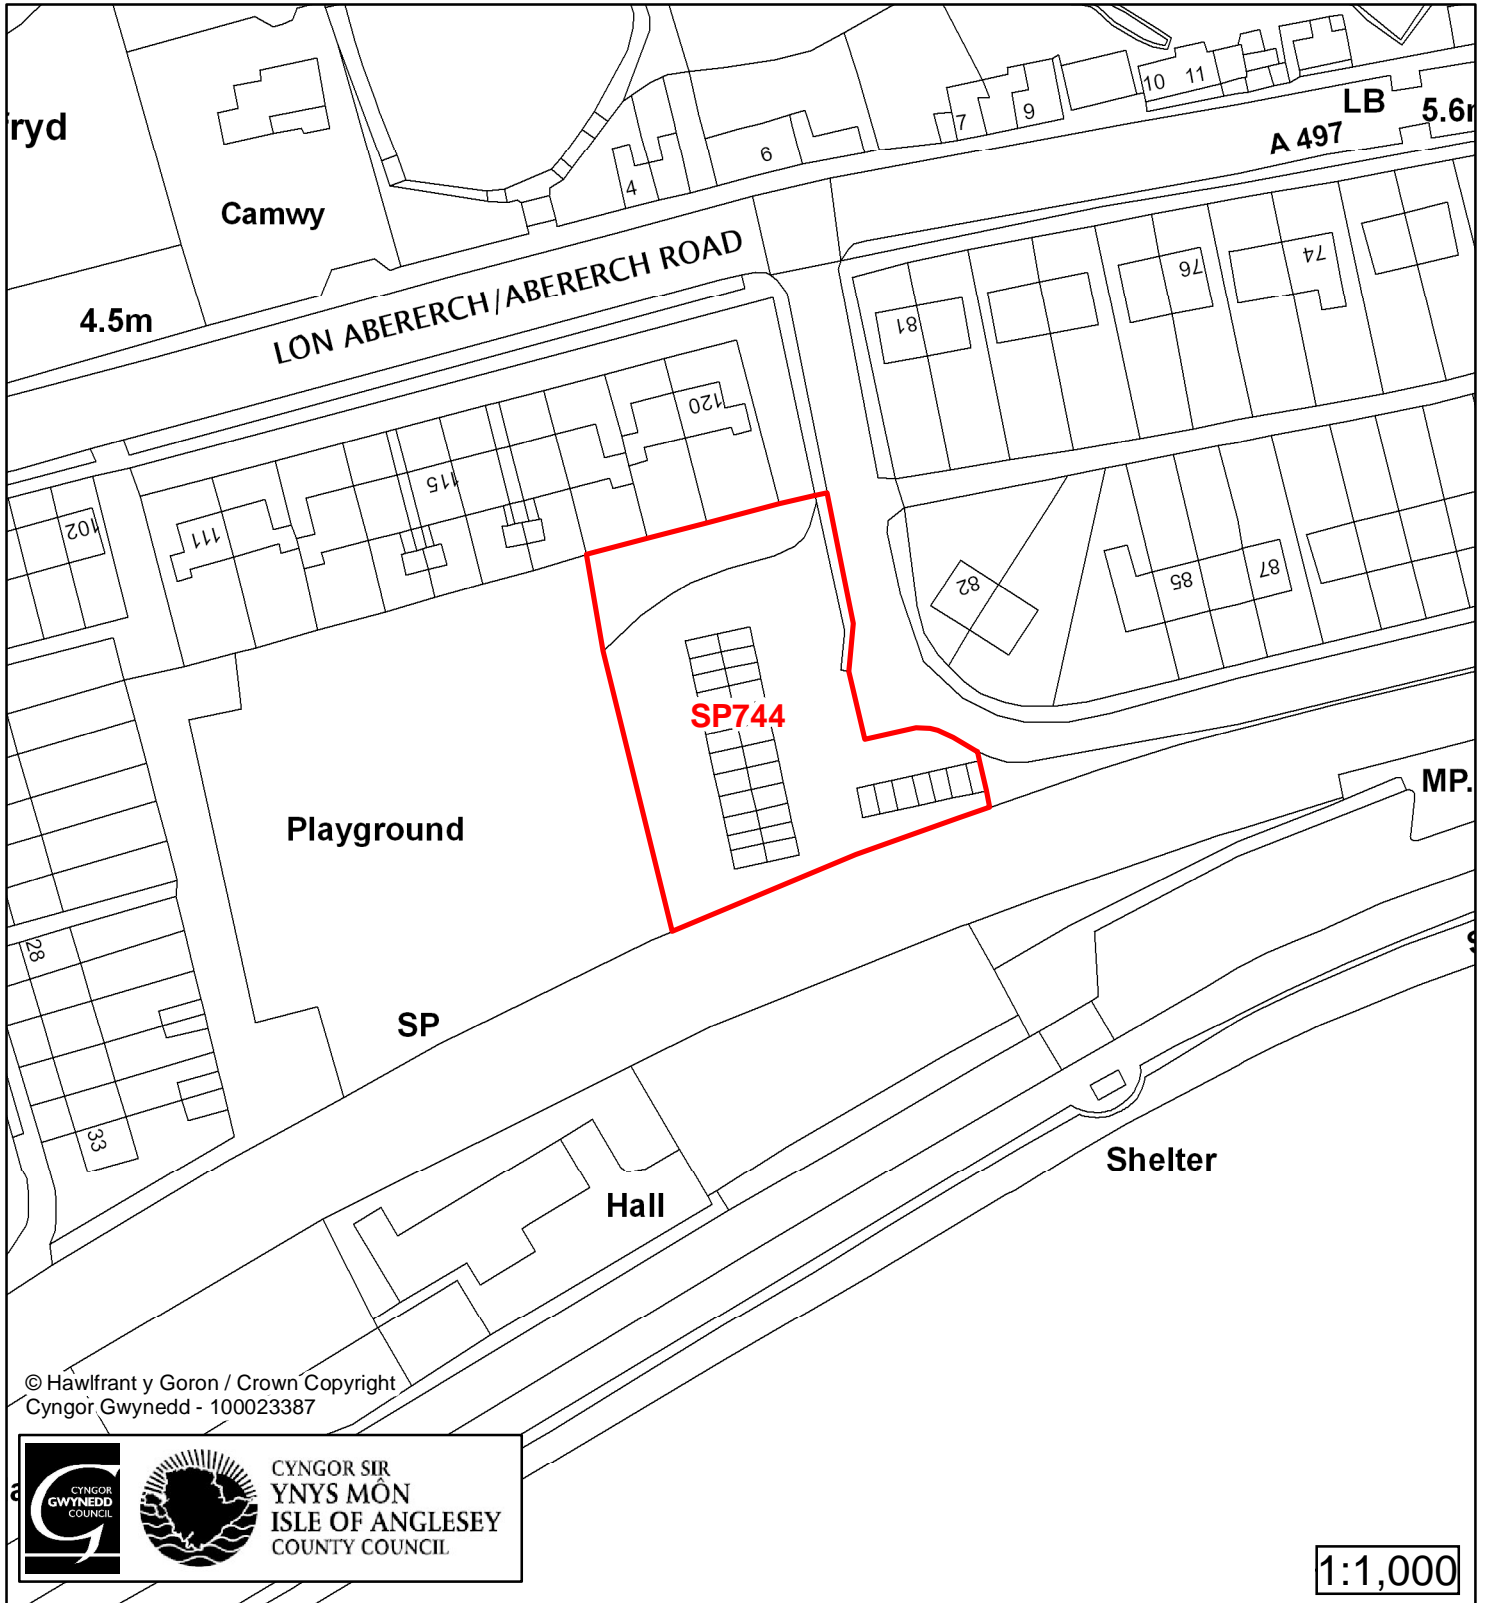 10 11
LB
5.6
7
9
A 497
ryd
6
4
Camwy
74
76
LÔN ABERERCH/ABERERCH ROAD
4.5m
81
120
115
102
111
82
85
87
SP744
MP.
Playground
28
SP
33
Shelter
Hall
© Hawlfraint y Goron / Crown Copyright
Cyngor Gwynedd - 100023387
CYNGOR
GWYNEDD
COUNCIL
CYNGOR SIR
YNYS MÔN
ISLE OF ANGLESEY
COUNTY COUNCIL
1:1,000